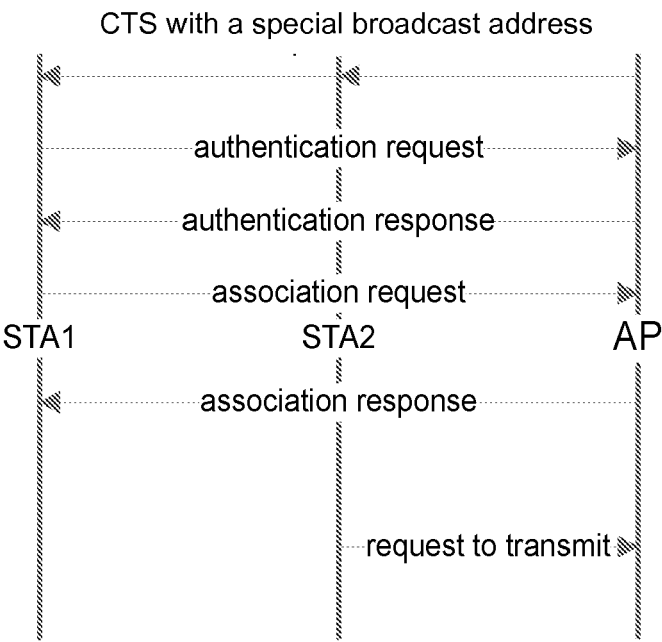 CTS with a special broadcast address
authentication request
authentication response
association request
STA1 STA2 AP
association response
request to transmit